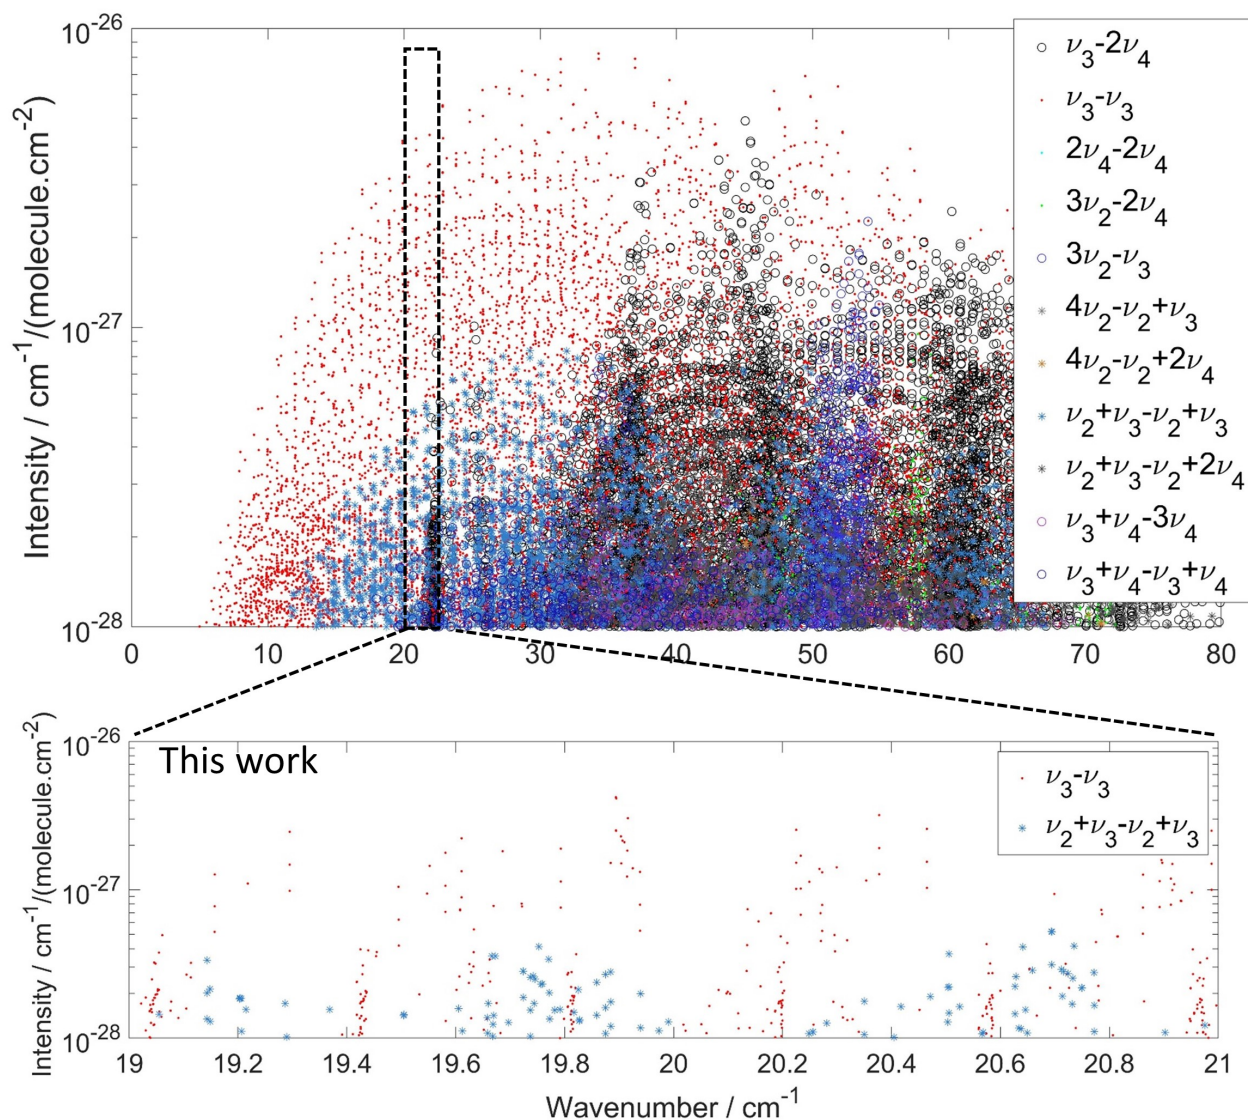 10⁻²⁶
10⁻²⁷
10⁻²⁸
Intensity / cm⁻¹/(molecule.cm⁻²)
0 10 20 30 40 50 60 70 80
ν₃-2ν₄
ν₃-ν₃
2ν₄-2ν₄
3ν₂-2ν₄
3ν₂-ν₃
4ν₂-ν₂+ν₃
4ν₂-ν₂+2ν₄
ν₂+ν₃-ν₂+ν₃
ν₂+ν₃-ν₂+2ν₄
ν₃+ν₄-3ν₄
ν₃+ν₄-ν₃+ν₄
This work
10⁻²⁶
10⁻²⁷
10⁻²⁸
Intensity / cm⁻¹/(molecule.cm⁻²)
ν₃-ν₃
ν₂+ν₃-ν₂+ν₃
19 19.2 19.4 19.6 19.8 20 20.2 20.4 20.6 20.8 21
Wavenumber / cm⁻¹